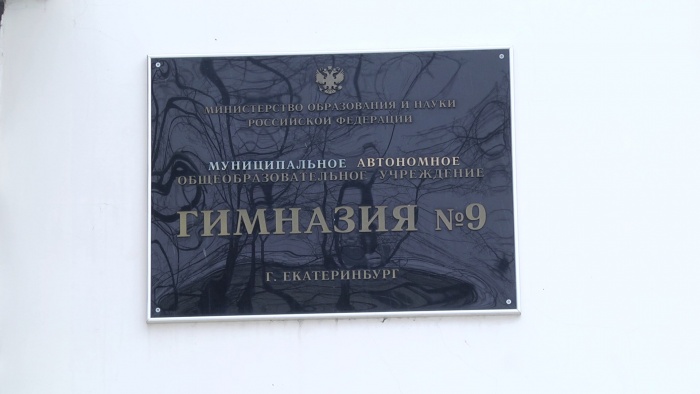 МИНИСТЕРСТВО ОБРАЗОВАНИЯ И НАУКИ
РОССИЙСКОЙ ФЕДЕРАЦИИ
МУНИЦИПАЛЬНОЕ АВТОНОМНОЕ
ОБЩЕОБРАЗОВАТЕЛЬНОЕ УЧРЕЖДЕНИЕ
ГИМНАЗИЯ №9
Г. ЕКАТЕРИНБУРГ